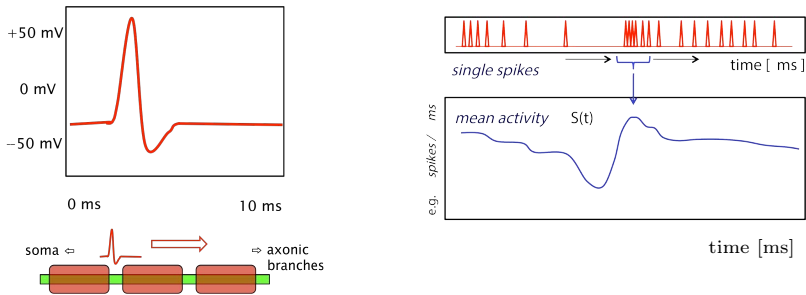 +50 mV
0 mV
−50 mV
0 ms
10 ms
soma ⇦
⇨ axonic
branches
single spikes
time [ ms]
mean activity S(t)
e.g. spikes / ms
time [ms]